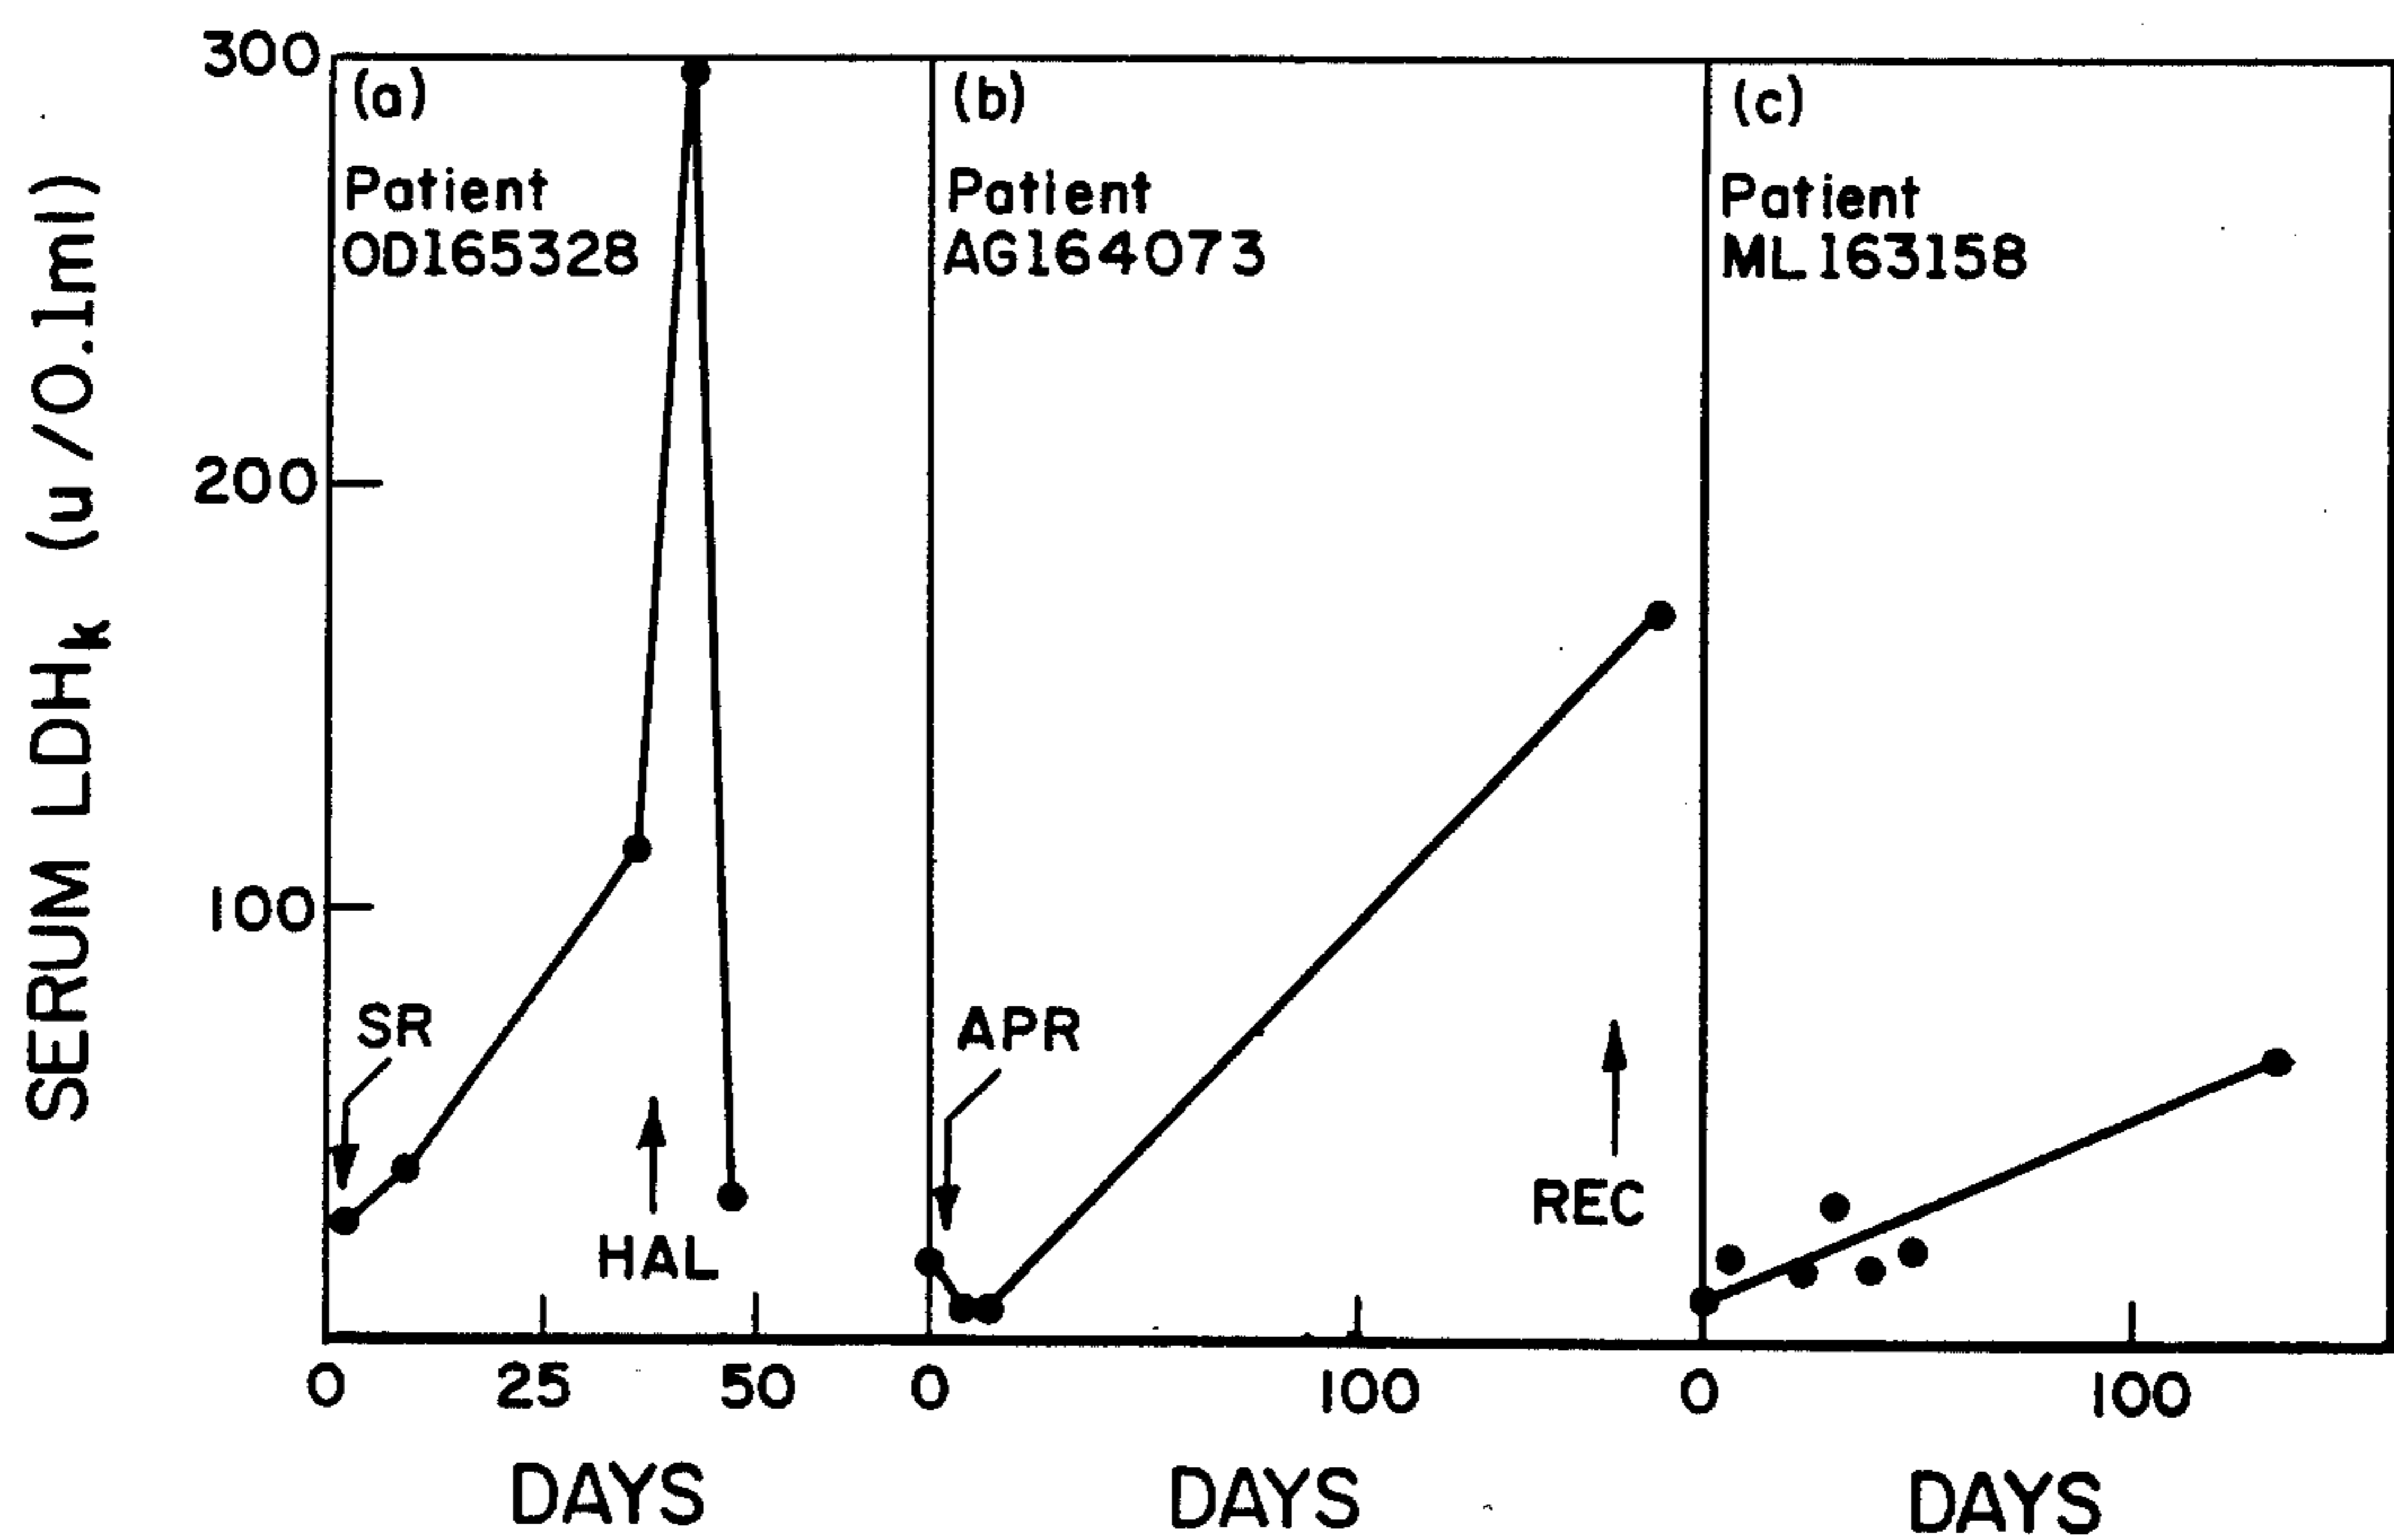 SERUM LDHk (u/0.1ml)
300
200
100
(a)
Patient
OD165328
SR
HAL
0 25 50
DAYS
(b)
Patient
AG164073
APR
REC
0 100
DAYS
(c)
Patient
ML163158
0 100
DAYS